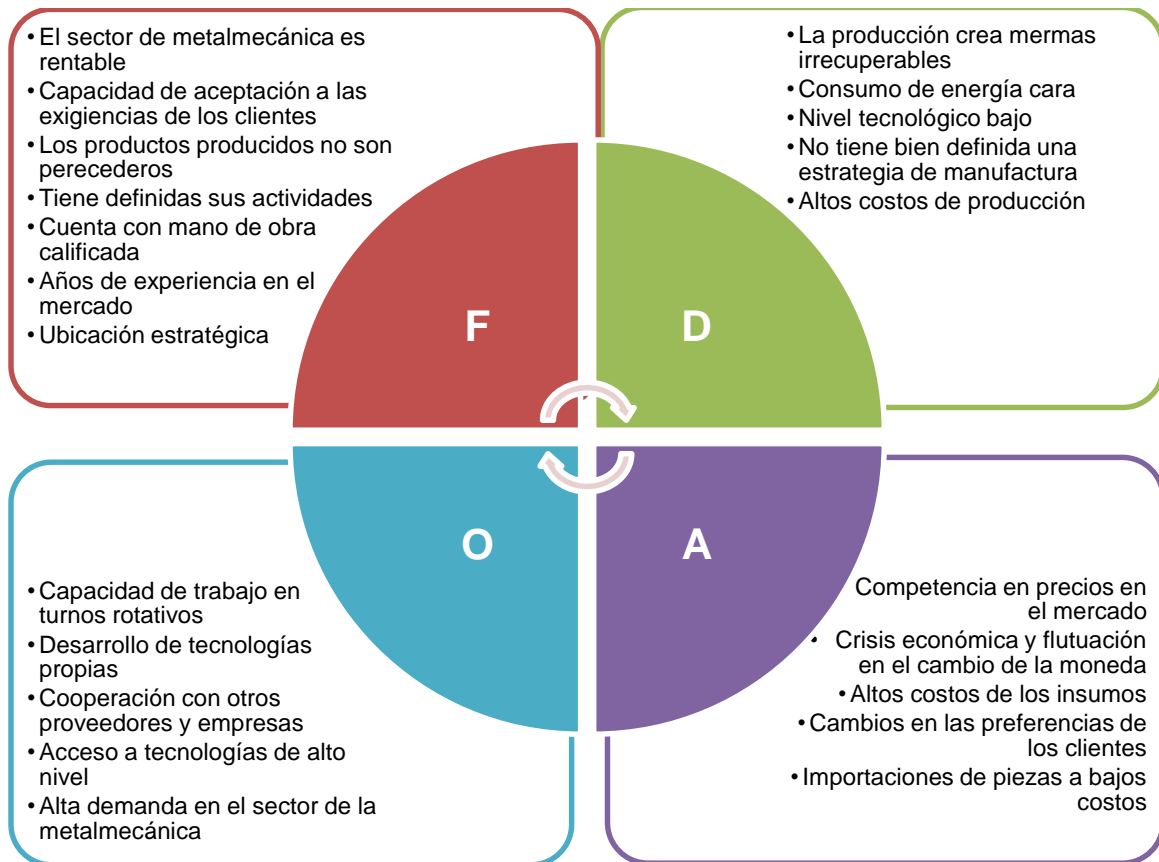 • El sector de metalmecánica es
rentable
• Capacidad de aceptación a las
exigiencias de los clientes
• Los productos producidos no son
perecederos
• Tiene definidas sus actividades
• Cuenta con mano de obra
calificada
• Años de experiencia en el
mercado
• Ubicación estratégica
• La producción crea mermas
irrecuperables
• Consumo de energía cara
• Nivel tecnológico bajo
• No tiene bien definida una
estrategia de manufactura
• Altos costos de producción
F
D
O
A
• Capacidad de trabajo en
turnos rotativos
• Desarrollo de tecnologías
propias
• Cooperación con otros
proveedores y empresas
• Acceso a tecnologías de alto
nivel
• Alta demanda en el sector de la
metalmecánica
Competencia en precios en
el mercado
• Crisis económica y flutuación
en el cambio de la moneda
• Altos costos de los insumos
• Cambios en las preferencias de
los clientes
• Importaciones de piezas a bajos
costos